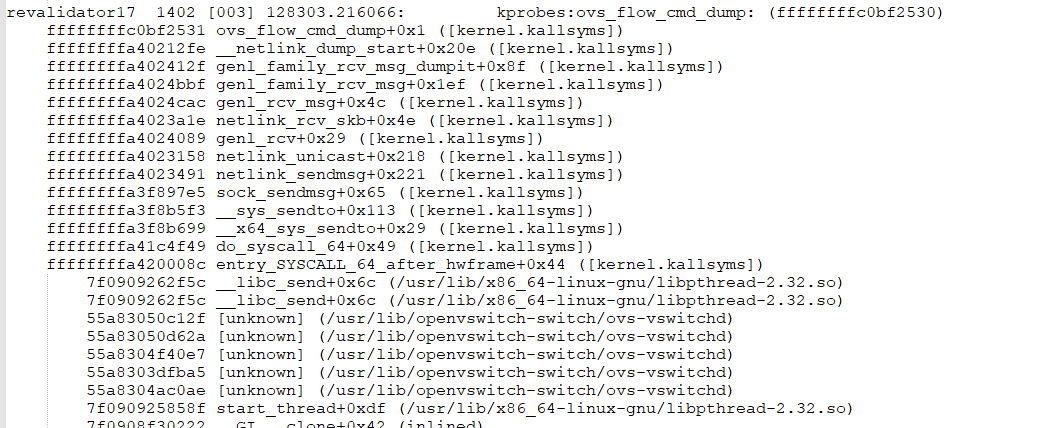 revalidator17  1402 [003] 128303.216066:        kprobes:ovs_flow_cmd_dump: (ffffffffc0bf2530)
ffffffffc0bf2531 ovs_flow_cmd_dump+0x1 ([kernel.kallsyms])
ffffffffa40212fe __netlink_dump_start+0x20e ([kernel.kallsyms])
ffffffffa402412f genl_family_rcv_msg_dumpit+0x8f ([kernel.kallsyms])
ffffffffa4024bbf genl_family_rcv_msg+0x1ef ([kernel.kallsyms])
ffffffffa4024cac genl_rcv_msg+0x4c ([kernel.kallsyms])
ffffffffa4023a1e netlink_rcv_skb+0x4e ([kernel.kallsyms])
ffffffffa4024089 genl_rcv+0x29 ([kernel.kallsyms])
ffffffffa4023158 netlink_unicast+0x218 ([kernel.kallsyms])
ffffffffa4023491 netlink_sendmsg+0x221 ([kernel.kallsyms])
ffffffffa3f897e5 sock_sendmsg+0x65 ([kernel.kallsyms])
ffffffffa3f8b5f3 __sys_sendto+0x113 ([kernel.kallsyms])
ffffffffa3f8b699 __x64_sys_sendto+0x29 ([kernel.kallsyms])
ffffffffa41c4f49 do_syscall_64+0x49 ([kernel.kallsyms])
ffffffffa420008c entry_SYSCALL_64_after_hwframe+0x44 ([kernel.kallsyms])
7f0909262f5c __libc_send+0x6c (/usr/lib/x86_64-linux-gnu/libpthread-2.32.so)
7f0909262f5c __libc_send+0x6c (/usr/lib/x86_64-linux-gnu/libpthread-2.32.so)
55a83050c12f [unknown] (/usr/lib/openvswitch-switch/ovs-vswitchd)
55a83050d62a [unknown] (/usr/lib/openvswitch-switch/ovs-vswitchd)
55a8304f40e7 [unknown] (/usr/lib/openvswitch-switch/ovs-vswitchd)
55a8303dfba5 [unknown] (/usr/lib/openvswitch-switch/ovs-vswitchd)
55a8304ac0ae [unknown] (/usr/lib/openvswitch-switch/ovs-vswitchd)
7f090925858f start_thread+0xdf (/usr/lib/x86_64-linux-gnu/libpthread-2.32.so)
7f0908f30222 __GI___clone+0x42 (inlined)